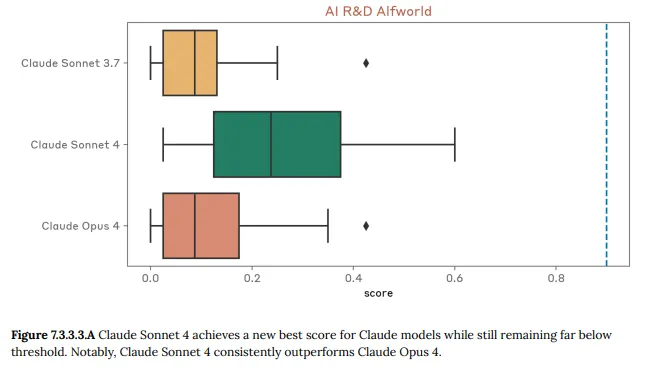 AI R&D Alfworld
Claude Sonnet 3.7
Claude Sonnet 4
Claude Opus 4
0.0 0.2 0.4 0.6 0.8
score
Figure 7.3.3.3.A Claude Sonnet 4 achieves a new best score for Claude models while still remaining far below
threshold. Notably, Claude Sonnet 4 consistently outperforms Claude Opus 4.